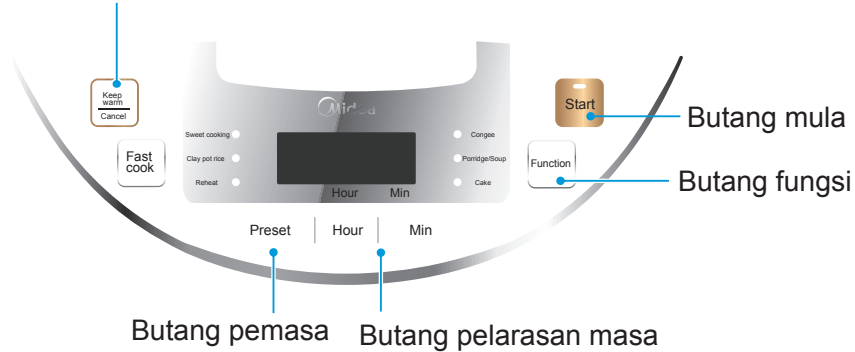 Keep
warm
Cancel
Fast
cook
Midea
Sweet cooking
Clay pot rice
Reheat
Hour Min
Congee
Porridge/Soup
Cake
Start
Function
Butang mula
Butang fungsi
Preset Hour Min
Butang pemasa
Butang pelarasan masa